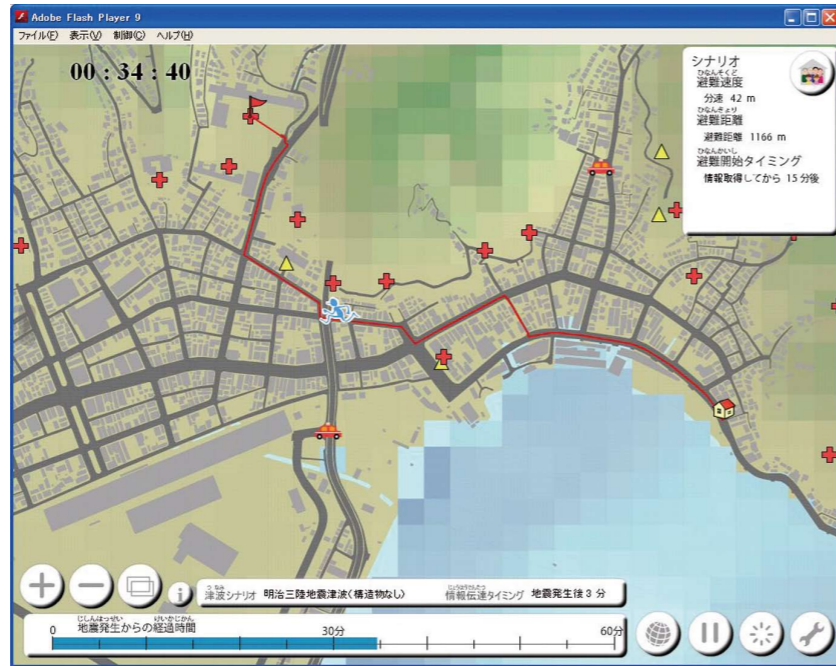 Adobe Flash Player 9
ファイル(F) 表示(V) 制御(C) ヘルプ(H)
00 : 34 : 40
シナリオ
ひなんそくど
避難速度
分速 42 m
ひなんきょり
避難距離
避難距離 1166 m
ひなんかいし
避難開始タイミング
情報取得してから 15 分後
つなみ
津波シナリオ 明治三陸地震津波(構造物なし)
じょうほうでんたつ
情報伝達タイミング 地震発生後 3 分
i
じしんはっせい けいかじかん
地震発生からの経過時間
0 30分 60分